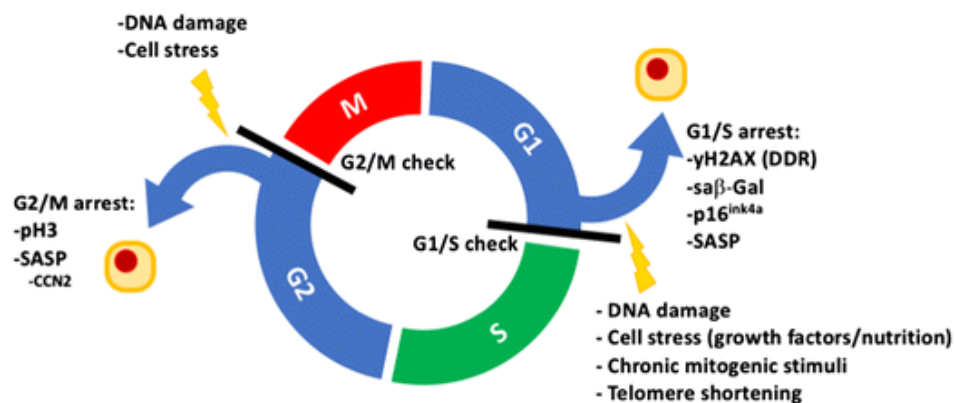 -DNA damage
-Cell stress
M
G1
G2/M check
G1/S arrest:
-yH2AX (DDR)
-saβ-Gal
-p16ink4a
-SASP
G2/M arrest:
-pH3
-SASP
-CCN2
G2
G1/S check
S
- DNA damage
- Cell stress (growth factors/nutrition)
- Chronic mitogenic stimuli
- Telomere shortening